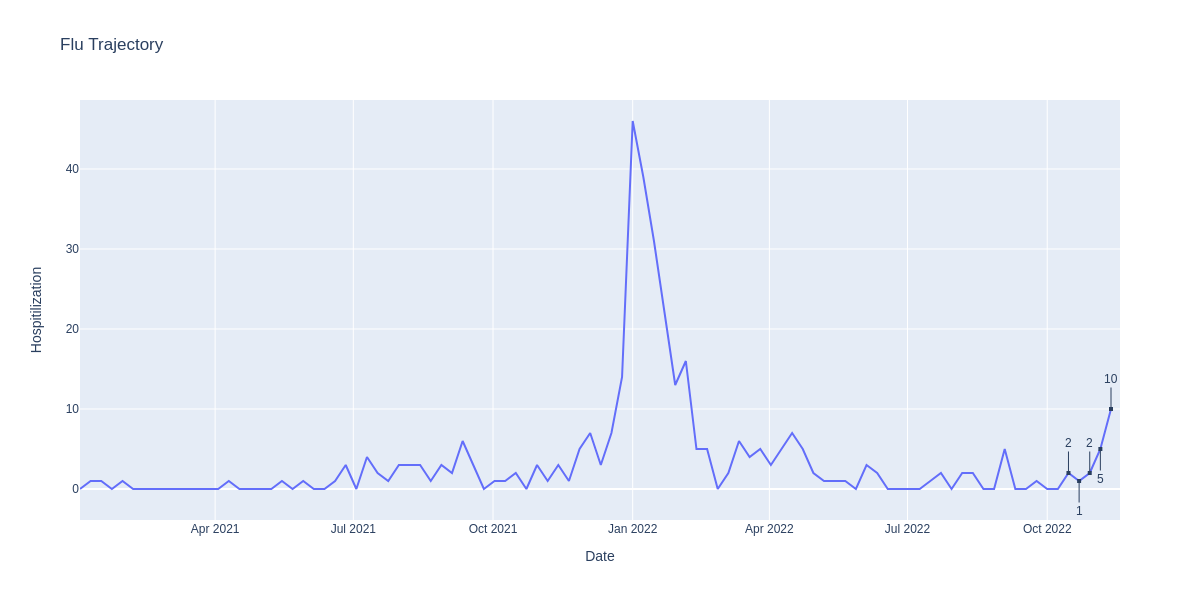 Flu Trajectory
Hospitilization
40
30
20
10
0
10
2
2
5
1
Apr 2021
Jul 2021
Oct 2021
Jan 2022
Apr 2022
Jul 2022
Oct 2022
Date